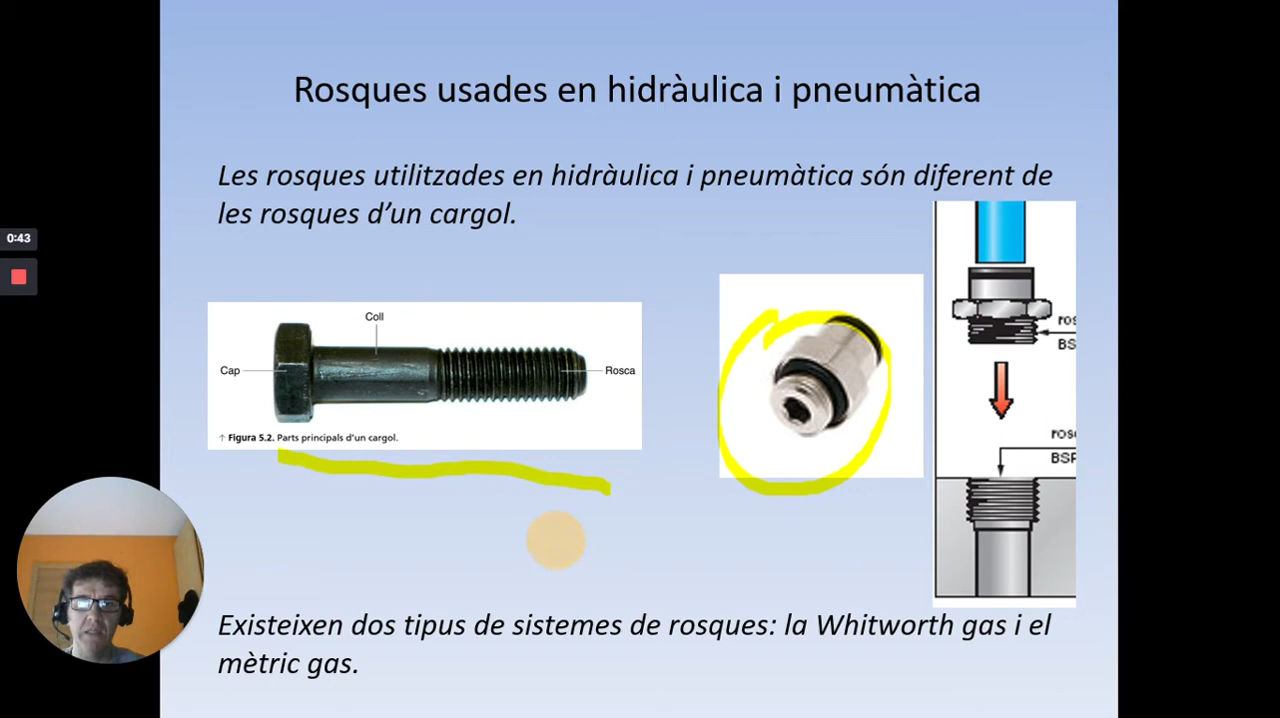 Rosques usades en hidràulica i pneumàtica
Les rosques utilitzades en hidràulica i pneumàtica són diferent de
les rosques d’un cargol.
0:43
Coll
Cap
Rosca
↑ Figura 5.2. Parts principals d’un cargol.
ros
BS
ros
BSP
Existeixen dos tipus de sistemes de rosques: la Whitworth gas i el
mètric gas.